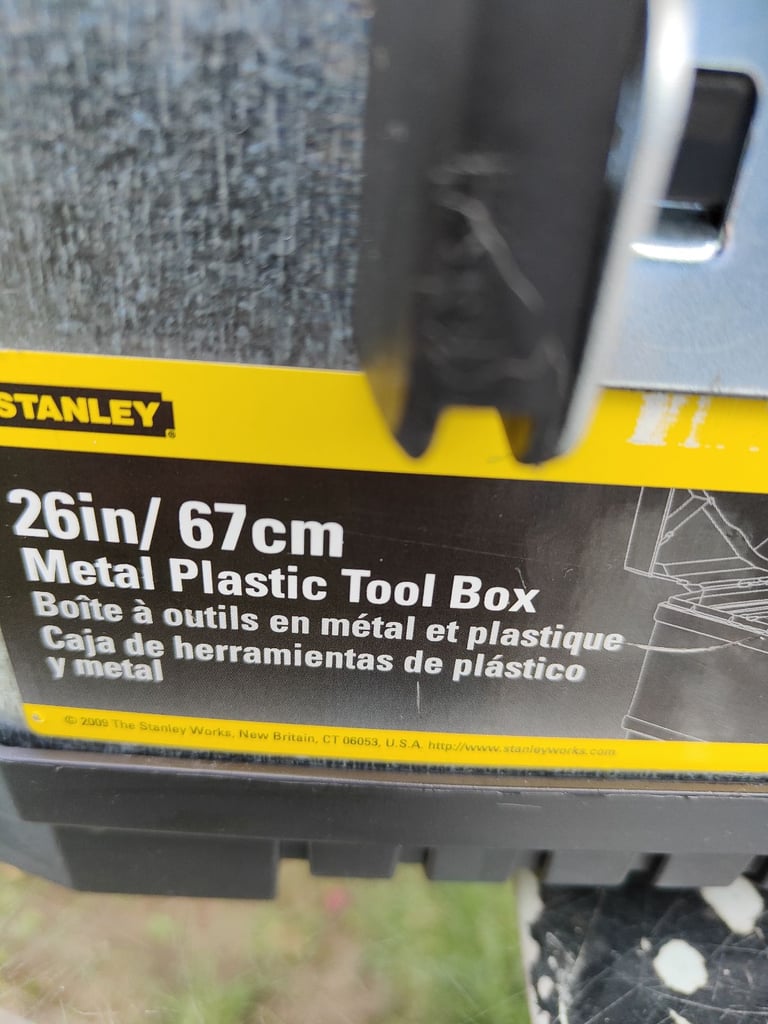 STANLEY®
26in/ 67cm
Metal Plastic Tool Box
Boîte à outils en métal et plastique
Caja de herramientas de plástico
y metal
© 2009 The Stanley Works, New Britain, CT 06053, U.S.A. http://www.stanleyworks.com